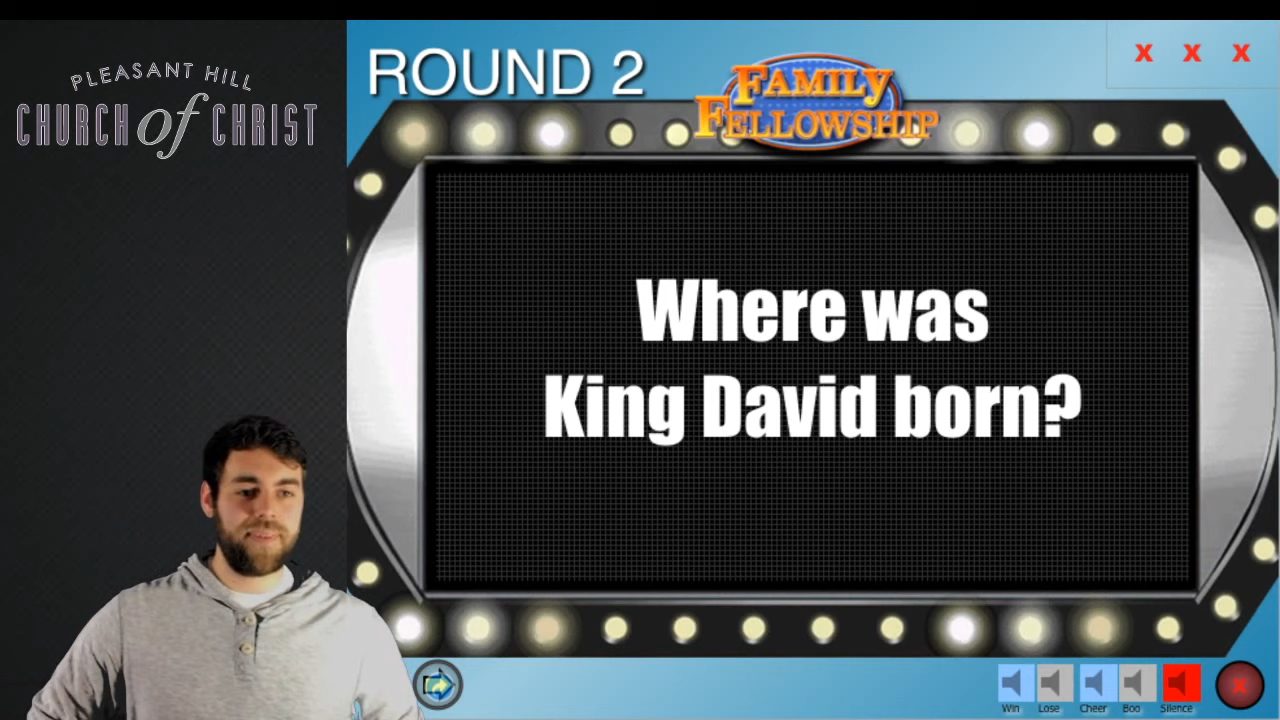 PLEASANT HILL
CHURCH of CHRIST
ROUND 2
FAMILY
FELLOWSHIP
X X X
Where was
King David born?
Win Lose Cheer Boo Silence
X